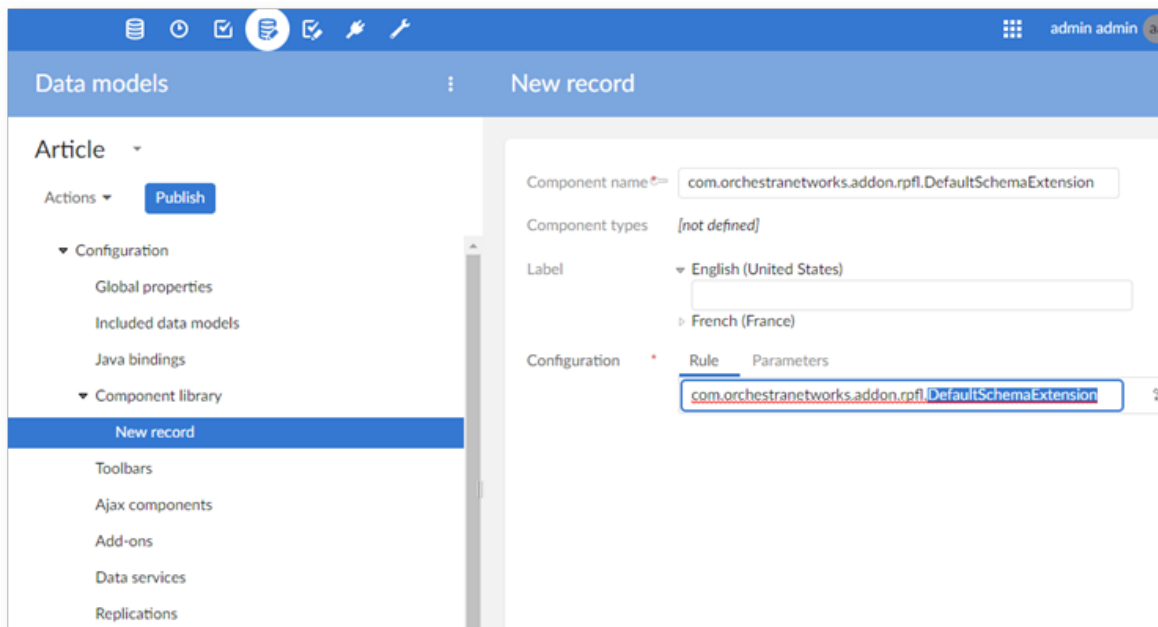 admin admin
Data models
New record
Article
Actions
Publish
Configuration
Global properties
Included data models
Java bindings
Component library
New record
Toolbars
Ajax components
Add-ons
Data services
Replications
Component name com.orchestranetworks.addon.rpfl.DefaultSchemaExtension
Component types [not defined]
Label English (United States)
French (France)
Configuration * Rule Parameters
com.orchestranetworks.addon.rpfl.DefaultSchemaExtension